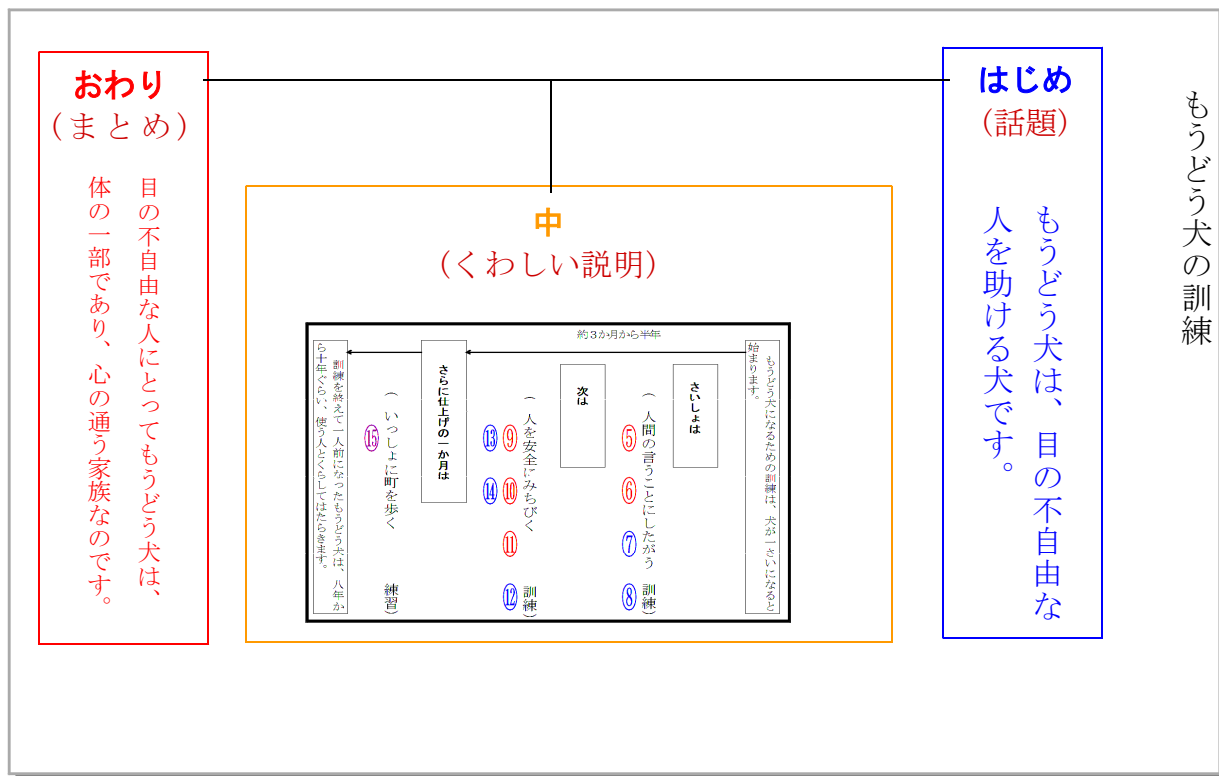 もうどう犬の訓練
はじめ
(話題)
もうどう犬は、目の不自由な
人を助ける犬です。
中
(くわしい説明)
約3か月から半年
もうどう犬になるための訓練は、犬が一さいになると
始まります。
さいしょは
( 人間の言うことにしたがう 訓練)
⑤ ⑥ ⑦ ⑧
次は
( 人を安全にみちびく 訓練)
⑨ ⑩ ⑪ ⑫
⑬ ⑭
さらに仕上げの一か月は
( いっしょに町を歩く 練習)
⑮
訓練を終えて一人前になったもうどう犬は、八年か
ら十年ぐらい、使う人とくらしてはたらきます。
おわり
(まとめ)
目の不自由な人にとってもうどう犬は、
体の一部であり、心の通う家族なのです。